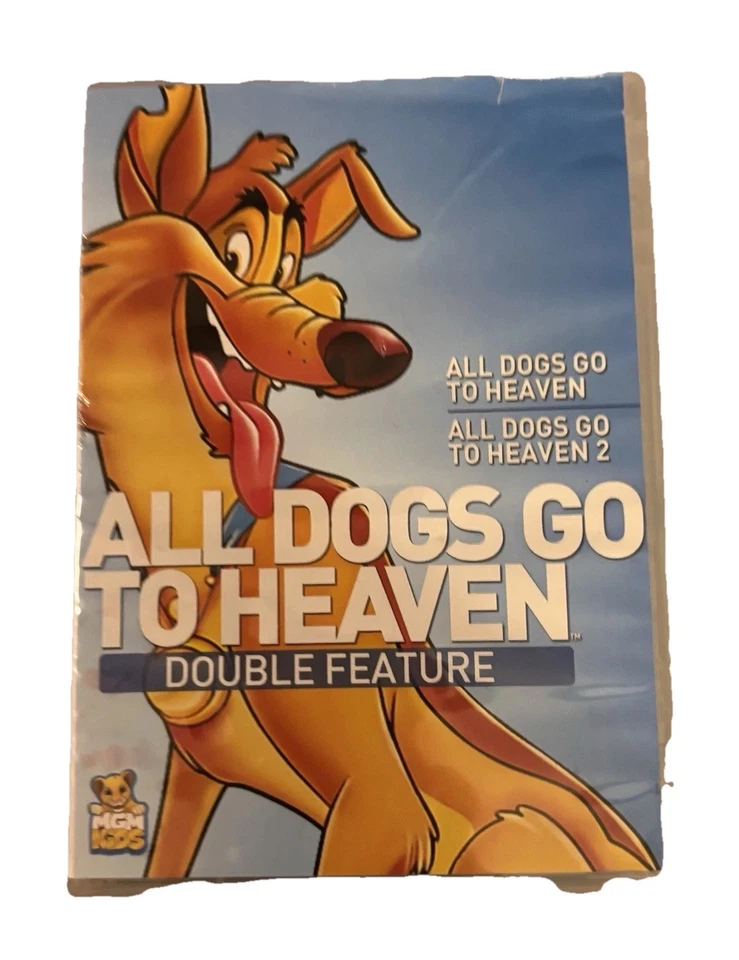 ALL DOGS GO
TO HEAVEN
ALL DOGS GO
TO HEAVEN 2
ALL DOGS GO
TO HEAVEN™
DOUBLE FEATURE
MGM
KIDS